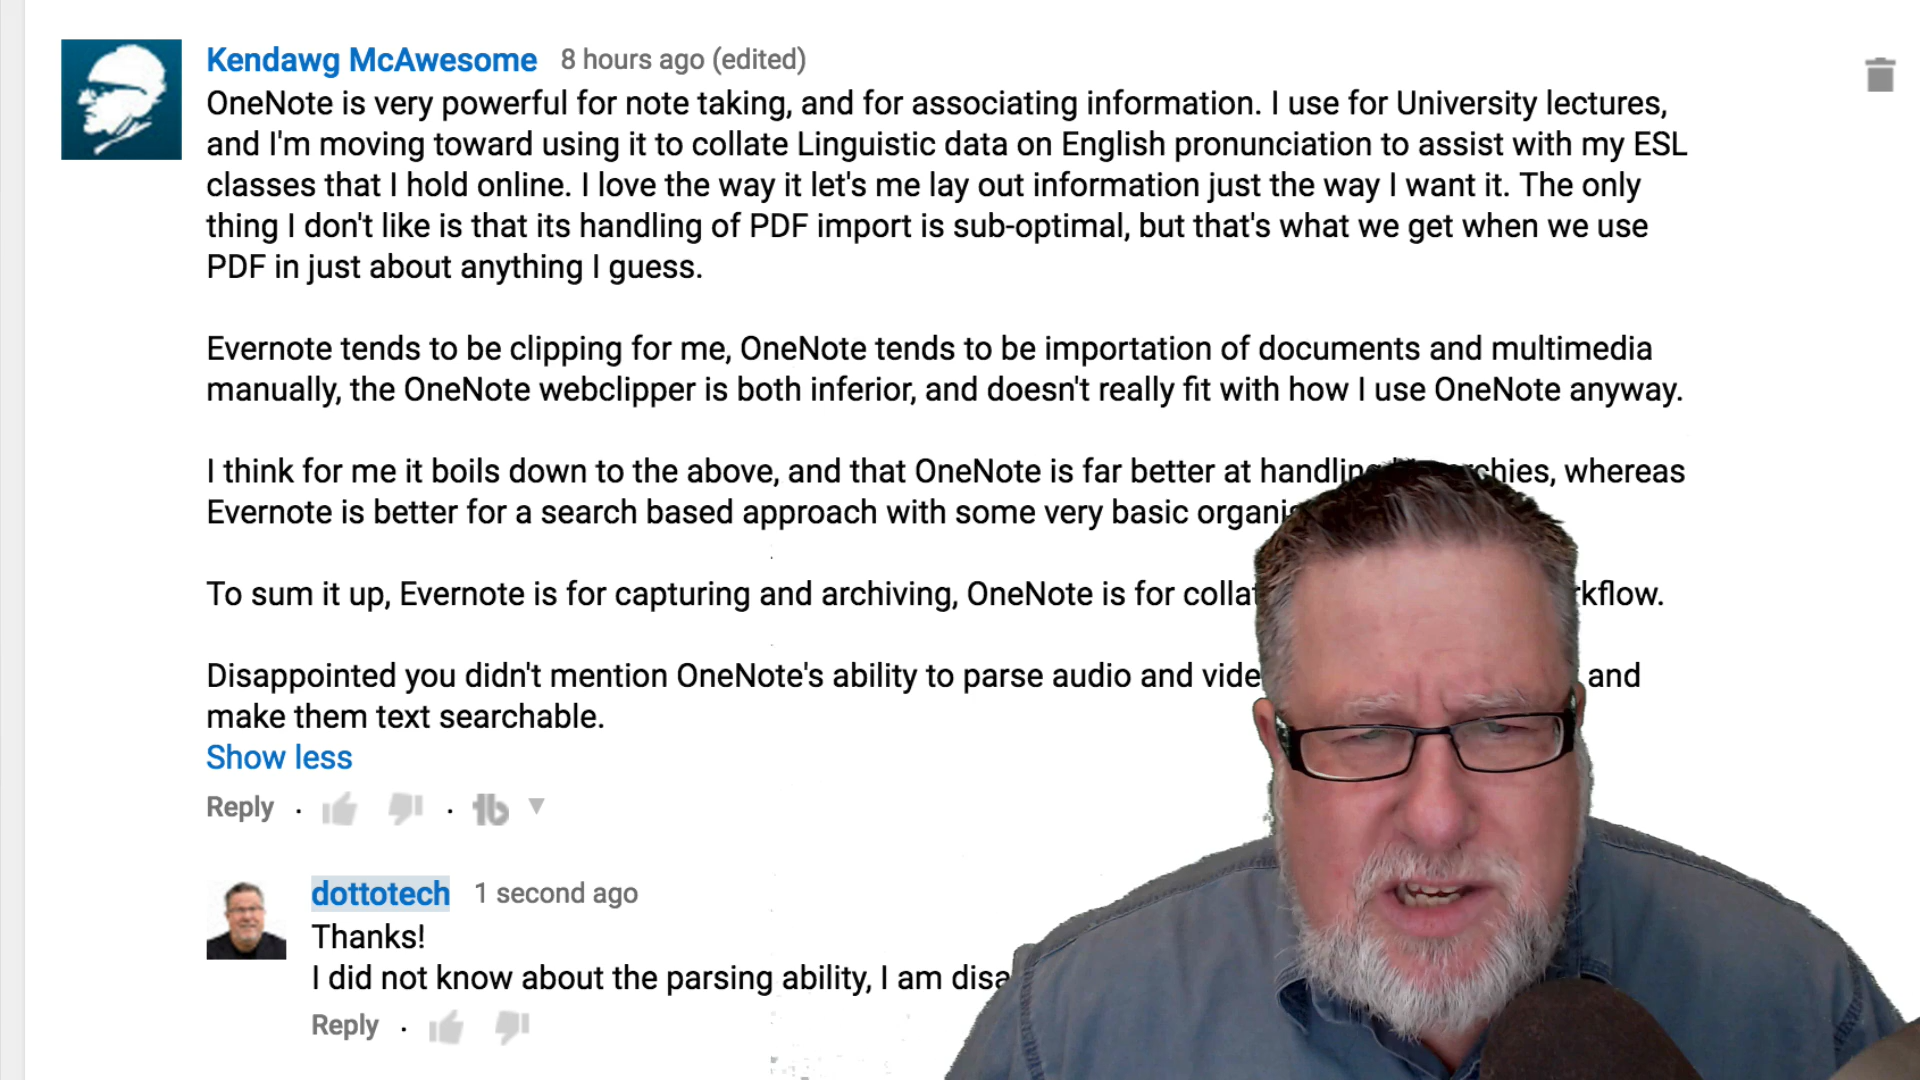 Kendawg McAwesome 8 hours ago (edited)
OneNote is very powerful for note taking, and for associating information. I use for University lectures,
and I'm moving toward using it to collate Linguistic data on English pronunciation to assist with my ESL
classes that I hold online. I love the way it let's me lay out information just the way I want it. The only
thing I don't like is that its handling of PDF import is sub-optimal, but that's what we get when we use
PDF in just about anything I guess.
Evernote tends to be clipping for me, OneNote tends to be importation of documents and multimedia
manually, the OneNote webclipper is both inferior, and doesn't really fit with how I use OneNote anyway.
I think for me it boils down to the above, and that OneNote is far better at whereas
Evernote is better for a search based approach with some very basic
To sum it up, Evernote is for capturing and archiving, OneNote is for
Disappointed you didn't mention OneNote's ability to parse audio and and
make them text searchable.
Show less
Reply
dottotech 1 second ago
Thanks!
I did not know about the parsing ability, I am
Reply